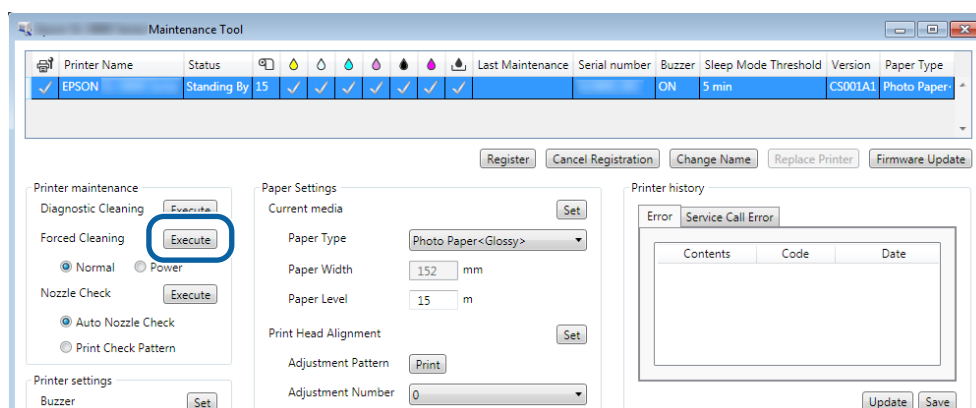 Maintenance Tool
Printer Name Status Last Maintenance Serial number Buzzer Sleep Mode Threshold Version Paper Type
EPSON Standing By 15 ON 5 min CS001A1 Photo Paper
Register Cancel Registration Change Name Replace Printer Firmware Update
Printer maintenance Paper Settings Printer history
Diagnostic Cleaning Execute Current media Set Error Service Call Error
Forced Cleaning Execute Paper Type Photo Paper<Glossy> Contents Code Date
Normal Power Paper Width 152 mm
Nozzle Check Execute Paper Level 15 m
Auto Nozzle Check Print Head Alignment Set
Print Check Pattern Adjustment Pattern Print
Printer settings Adjustment Number 0
Buzzer Set Update Save